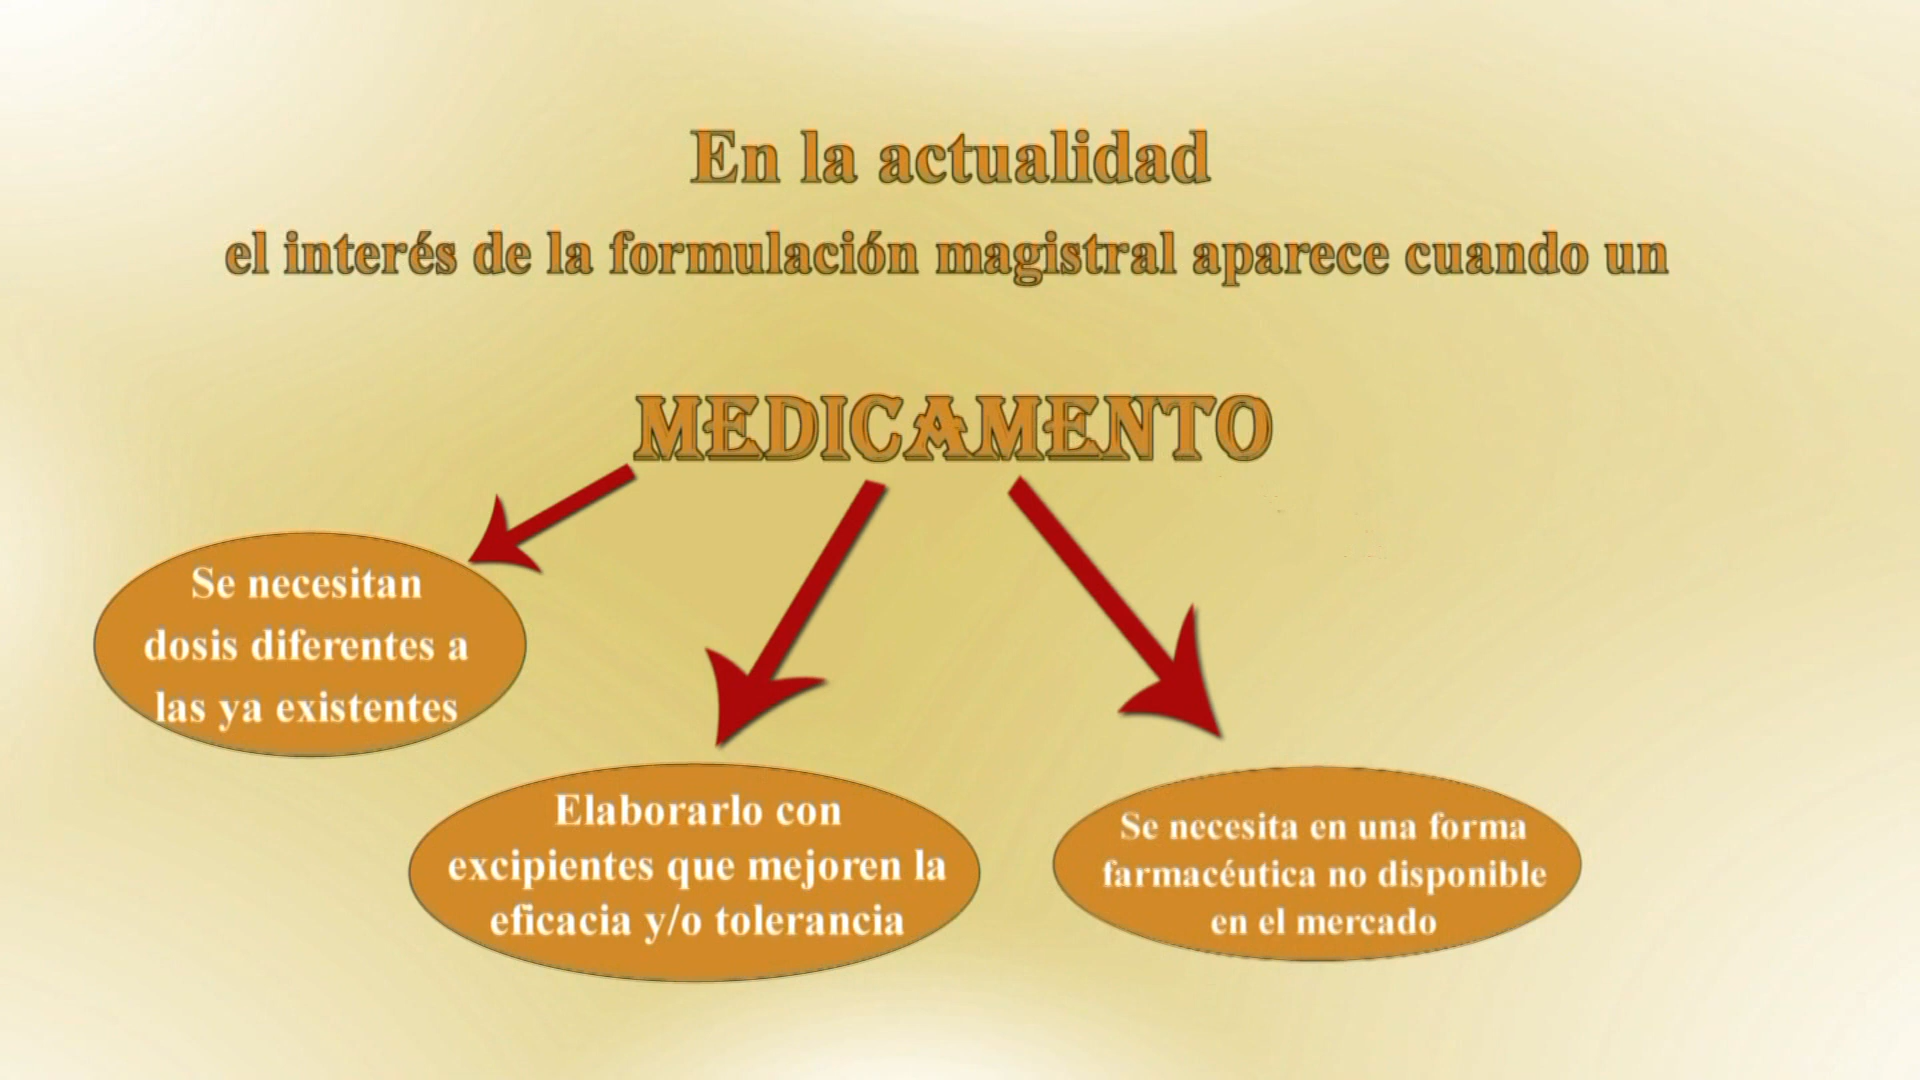 En la actualidad
el interés de la formulación magistral aparece cuando un
MEDICAMENTO
Se necesitan
dosis diferentes a
las ya existentes
Elaborarlo con
excipientes que mejoren la
eficacia y/o tolerancia
Se necesita en una forma
farmacéutica no disponible
en el mercado